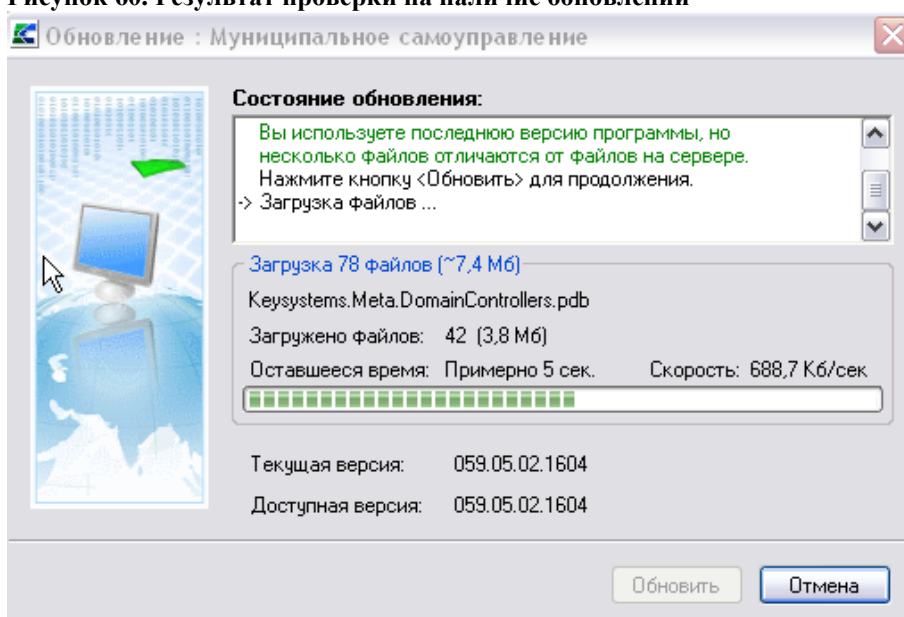 Рисунок 60. Результат проверки на наличие обновлений
Обновление : Муниципальное самоуправление
Состояние обновления:
Вы используете последнюю версию программы, но
несколько файлов отличаются от файлов на сервере.
Нажмите кнопку <Обновить> для продолжения.
-> Загрузка файлов ...
Загрузка 78 файлов (~7,4 Мб)
Keysystems.Meta.DomainControllers.pdb
Загружено файлов: 42 (3,8 Мб)
Оставшееся время: Примерно 5 сек. Скорость: 688,7 Кб/сек
Текущая версия: 059.05.02.1604
Доступная версия: 059.05.02.1604
Обновить Отмена